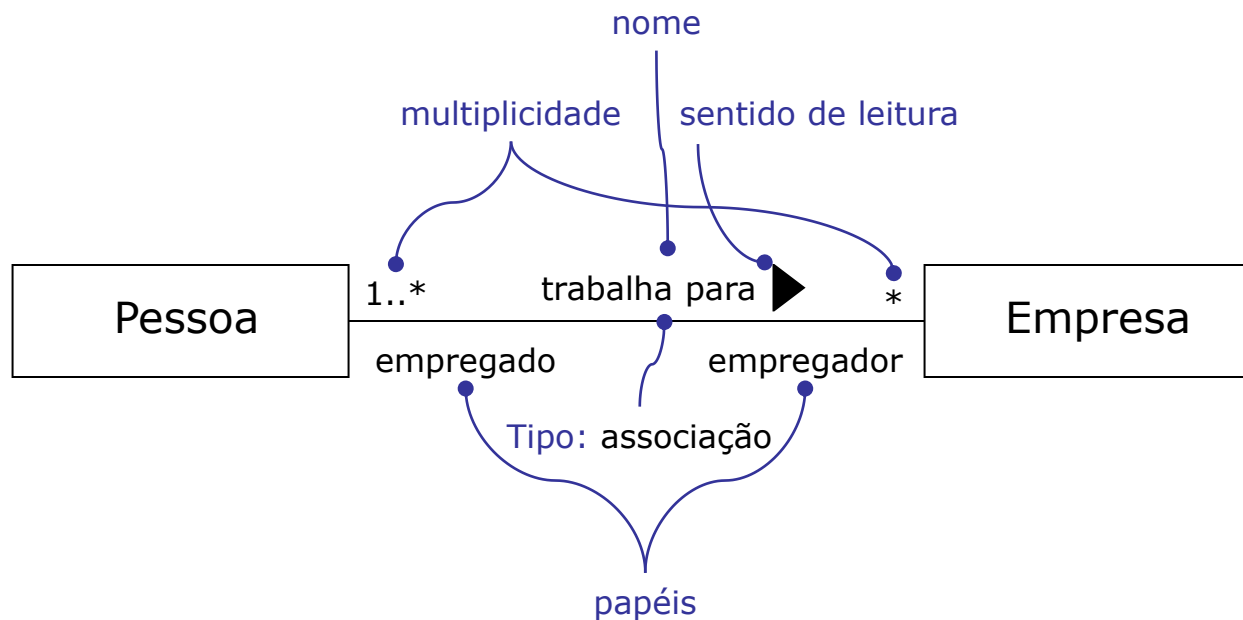 nome
multiplicidade
sentido de leitura
Pessoa
1..*
trabalha para
*
Empresa
empregado
empregador
Tipo: associação
papéis